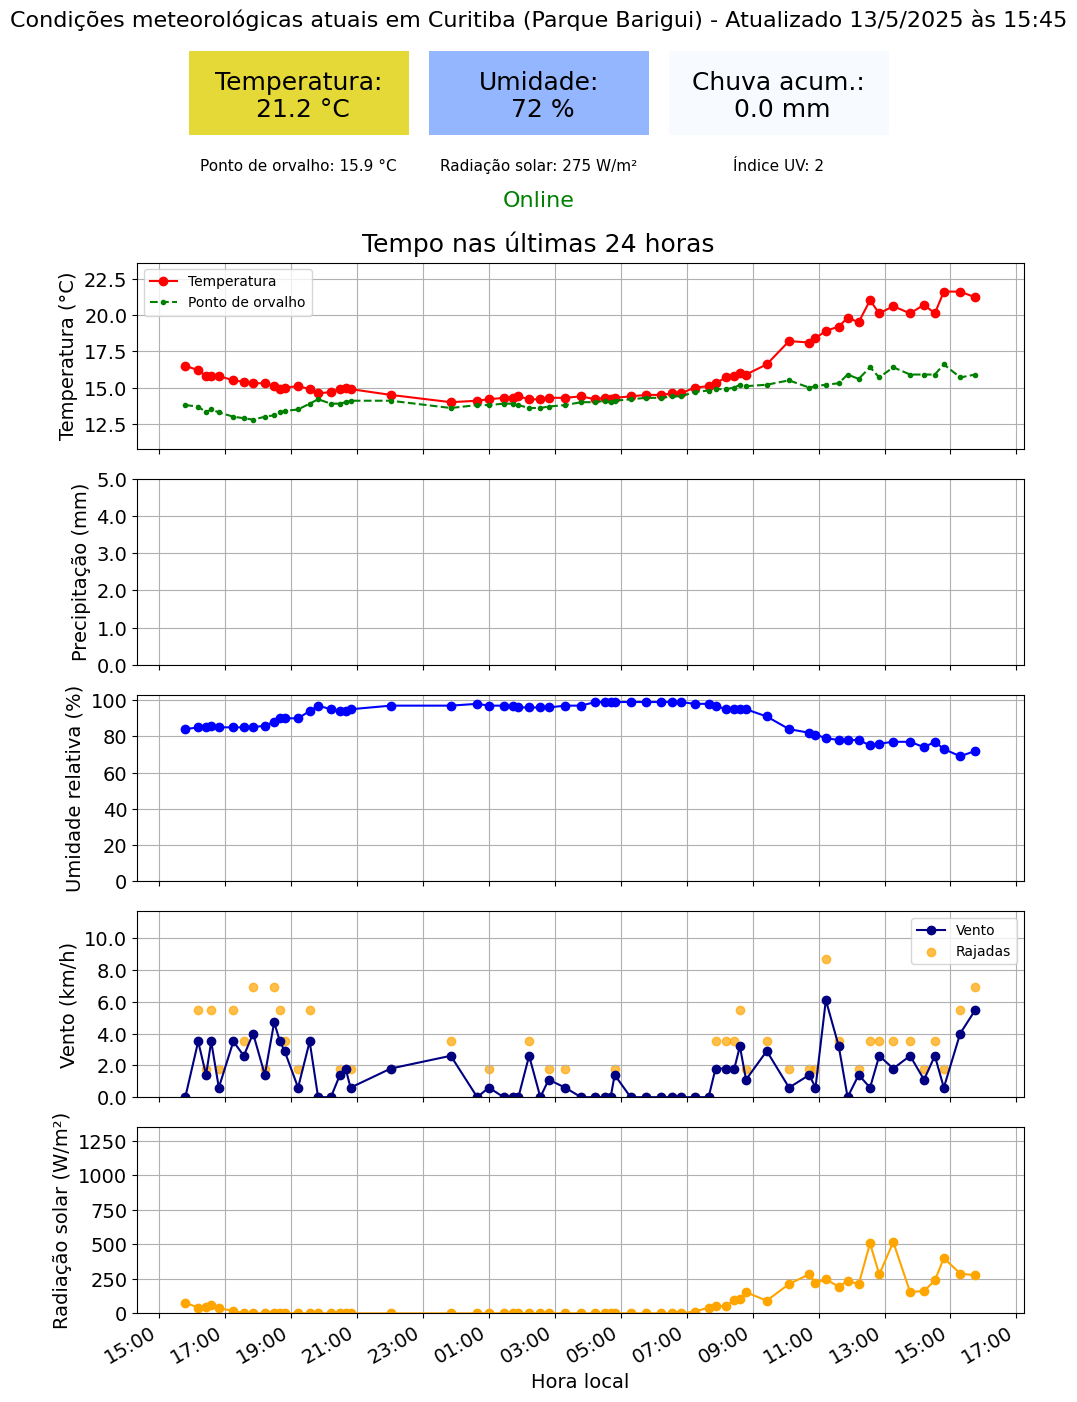 Condições meteorológicas atuais em Curitiba (Parque Barigui) - Atualizado 13/5/2025 às 15:45
Temperatura:
21.2 °C
Umidade:
72 %
Chuva acum.:
0.0 mm
Ponto de orvalho: 15.9 °C
Radiação solar: 275 W/m²
Índice UV: 2
Online
Tempo nas últimas 24 horas
Temperatura (°C)
22.5
20.0
17.5
15.0
12.5
Temperatura
Ponto de orvalho
Precipitação (mm)
5.0
4.0
3.0
2.0
1.0
0.0
Umidade relativa (%)
100
80
60
40
20
0
Vento (km/h)
10.0
8.0
6.0
4.0
2.0
0.0
Vento
Rajadas
Radiação solar (W/m²)
1250
1000
750
500
250
0
15:00
17:00
19:00
21:00
23:00
01:00
03:00
05:00
07:00
09:00
11:00
13:00
15:00
17:00
Hora local